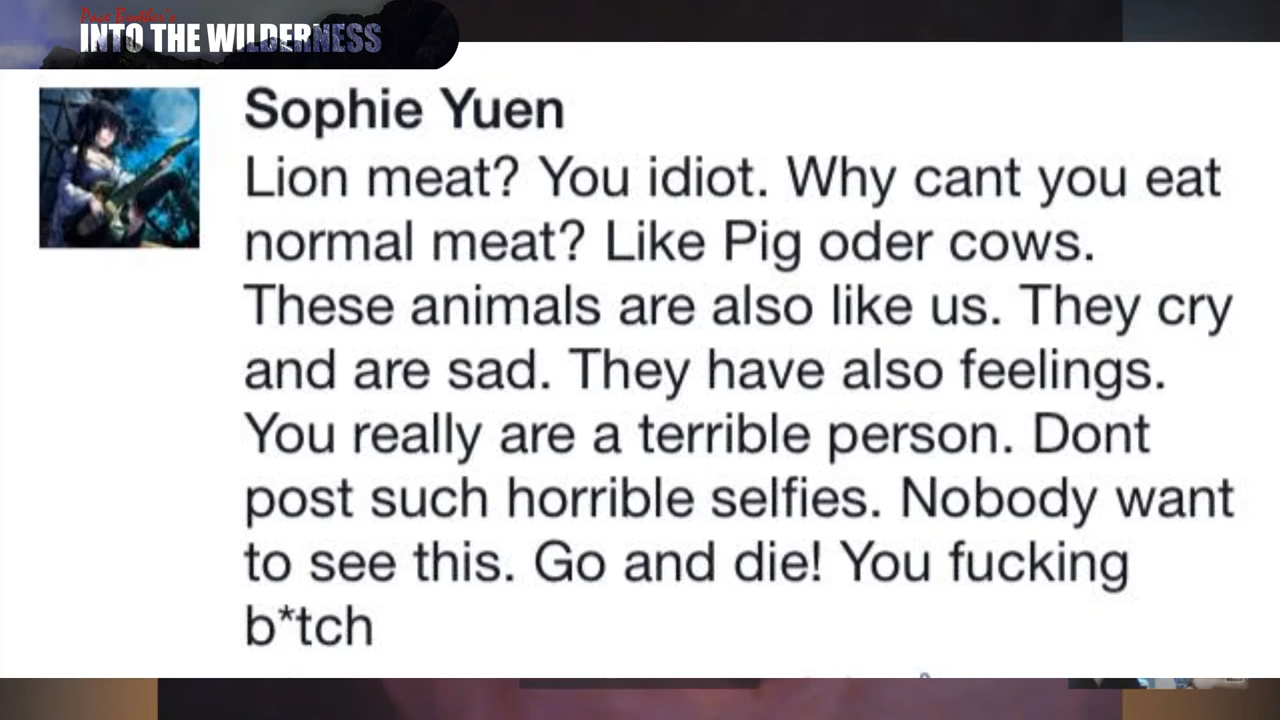 INTO THE WILDERNESS
Sophie Yuen
Lion meat? You idiot. Why cant you eat
normal meat? Like Pig oder cows.
These animals are also like us. They cry
and are sad. They have also feelings.
You really are a terrible person. Dont
post such horrible selfies. Nobody want
to see this. Go and die! You fucking
b*tch